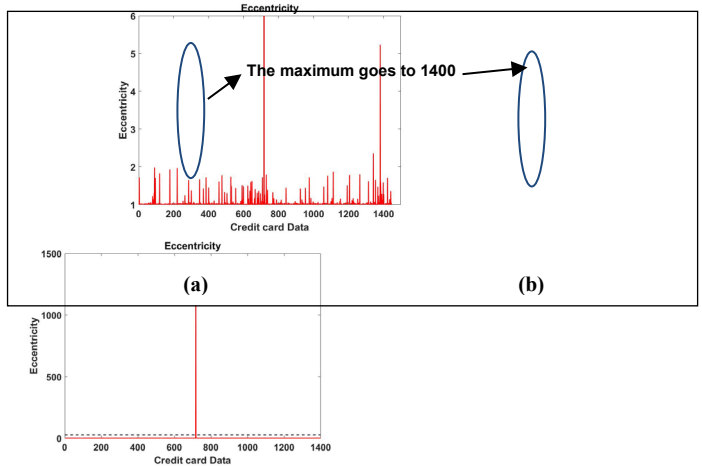 Eccentricity
6
5
4
3
2
1
Eccentricity
The maximum goes to 1400
0 200 400 600 800 1000 1200 1400
Credit card Data
(a) (b)
Eccentricity
1500
1000
500
0
Eccentricity
0 200 400 600 800 1000 1200 1400
Credit card Data